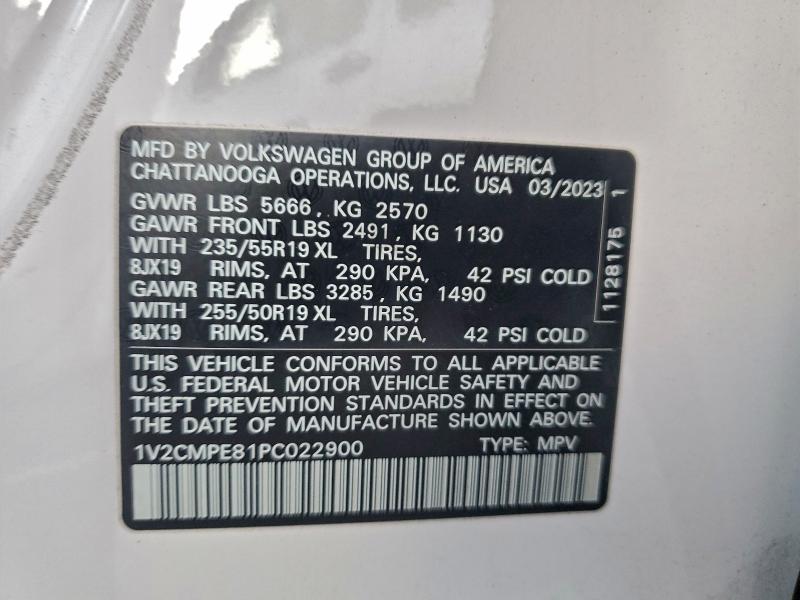 MFD BY VOLKSWAGEN GROUP OF AMERICA
CHATTANOOGA OPERATIONS, LLC. USA 03/2023
GVWR LBS 5666, KG 2570
GAWR FRONT LBS 2491, KG 1130
WITH 235/55R19 XL TIRES,
8JX19 RIMS, AT 290 KPA, 42 PSI COLD
GAWR REAR LBS 3285, KG 1490
WITH 255/50R19 XL TIRES,
8JX19 RIMS, AT 290 KPA, 42 PSI COLD
THIS VEHICLE CONFORMS TO ALL APPLICABLE
U.S. FEDERAL MOTOR VEHICLE SAFETY AND
THEFT PREVENTION STANDARDS IN EFFECT ON
THE DATE OF MANUFACTURE SHOWN ABOVE.
1V2CMPE81PC022900 TYPE: MPV
1128175 1